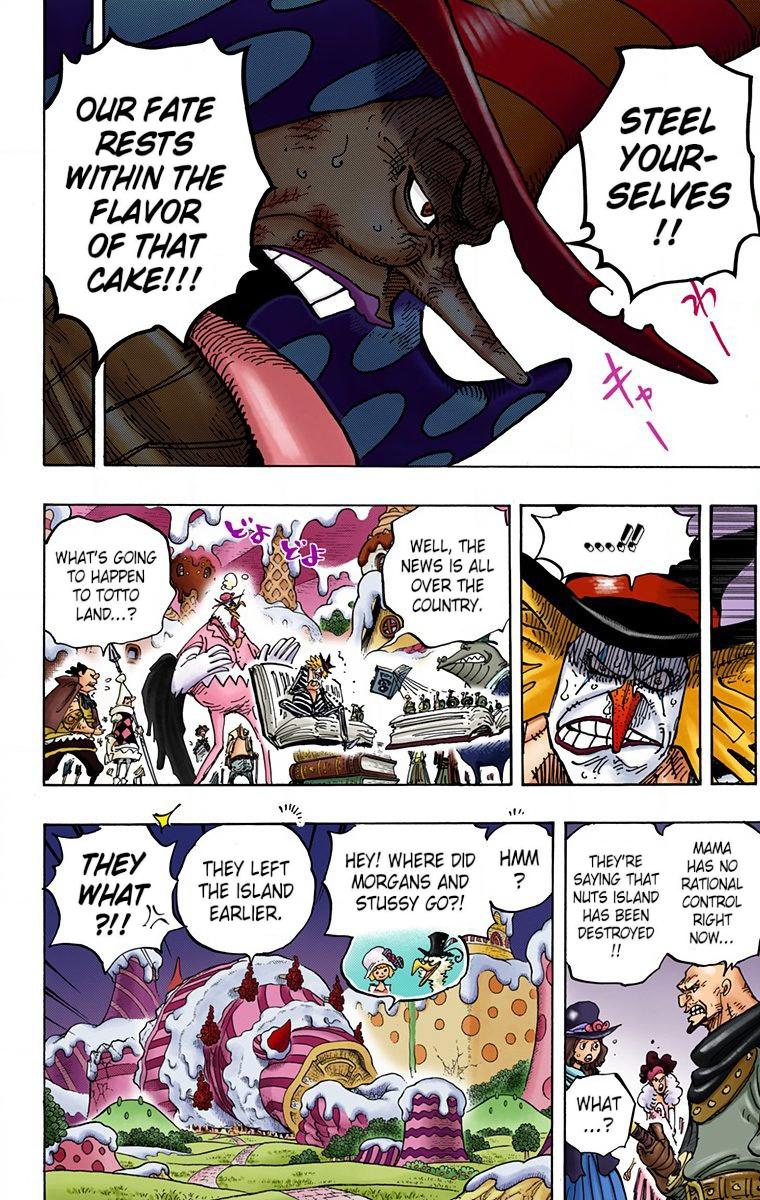 STEEL
YOUR-
SELVES
!!
OUR FATE
RESTS
WITHIN THE
FLAVOR
OF THAT
CAKE!!!
わー
キャー
....!!
WELL, THE
NEWS IS ALL
OVER THE
COUNTRY.
どよ
どよ
WHAT'S GOING
TO HAPPEN
TO TOTTO
LAND...?
MAMA
HAS NO
RATIONAL
CONTROL
RIGHT
NOW...
THEY'RE
SAYING THAT
NUTS ISLAND
HAS BEEN
DESTROYED
!!
WHAT
...?
HMM
?
HEY! WHERE DID
MORGANS AND
STUSSY GO?!
THEY LEFT
THE ISLAND
EARLIER.
THEY
WHAT
?!!